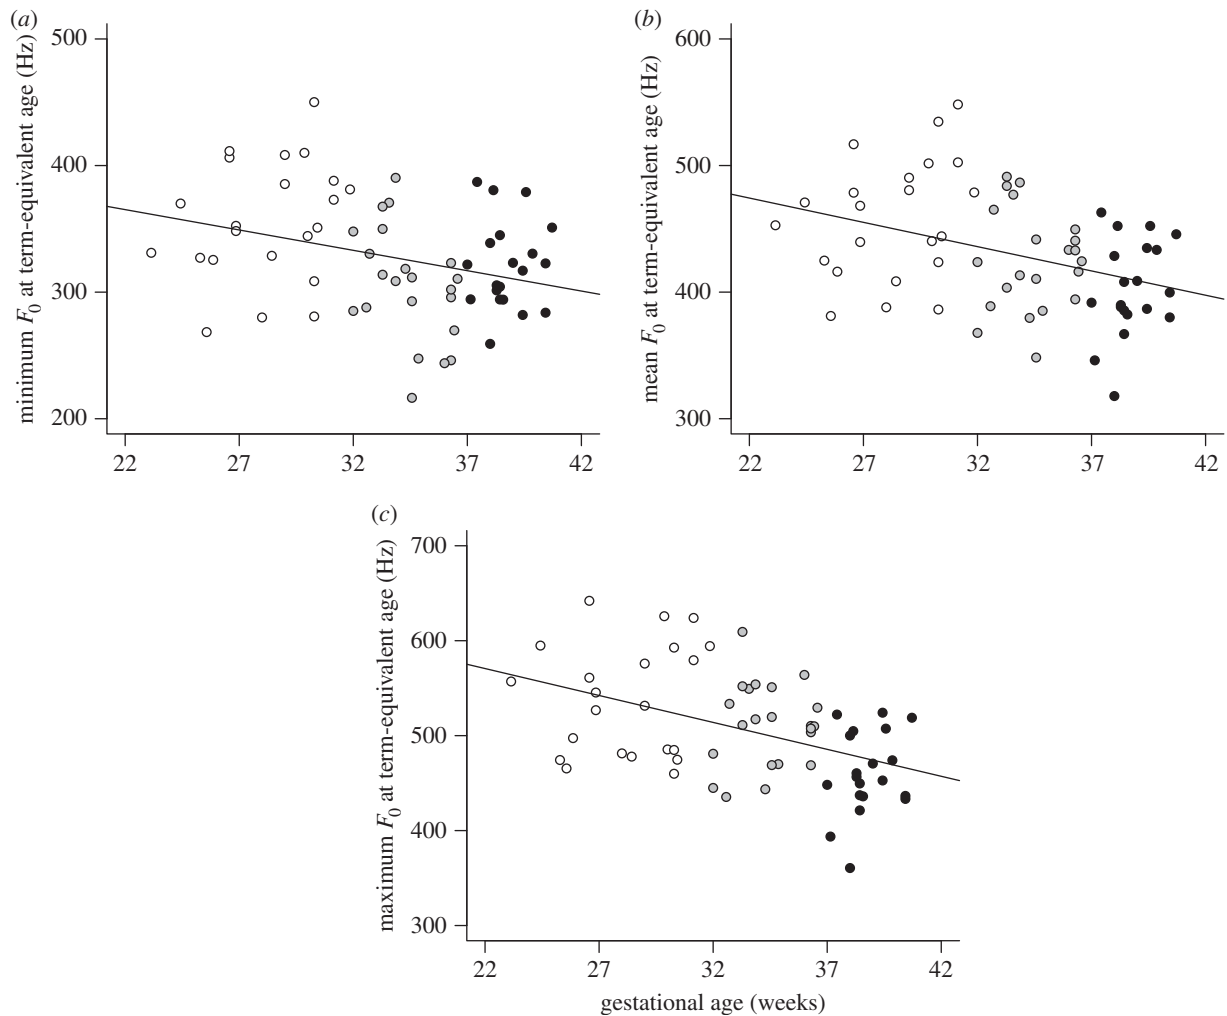 (a)
minimum F0 at term-equivalent age (Hz)
500
400
300
200
22 27 32 37 42
(b)
mean F0 at term-equivalent age (Hz)
600
500
400
300
22 27 32 37 42
(c)
maximum F0 at term-equivalent age (Hz)
700
600
500
400
300
22 27 32 37 42
gestational age (weeks)